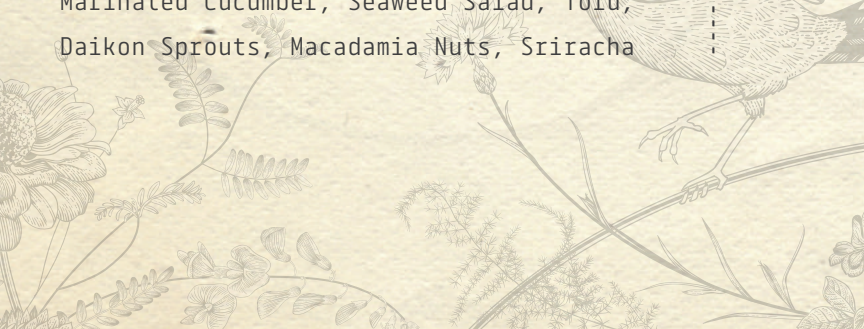 Marinated Cucumber, Seaweed Salad, Tofu,
Daikon Sprouts, Macadamia Nuts, Sriracha